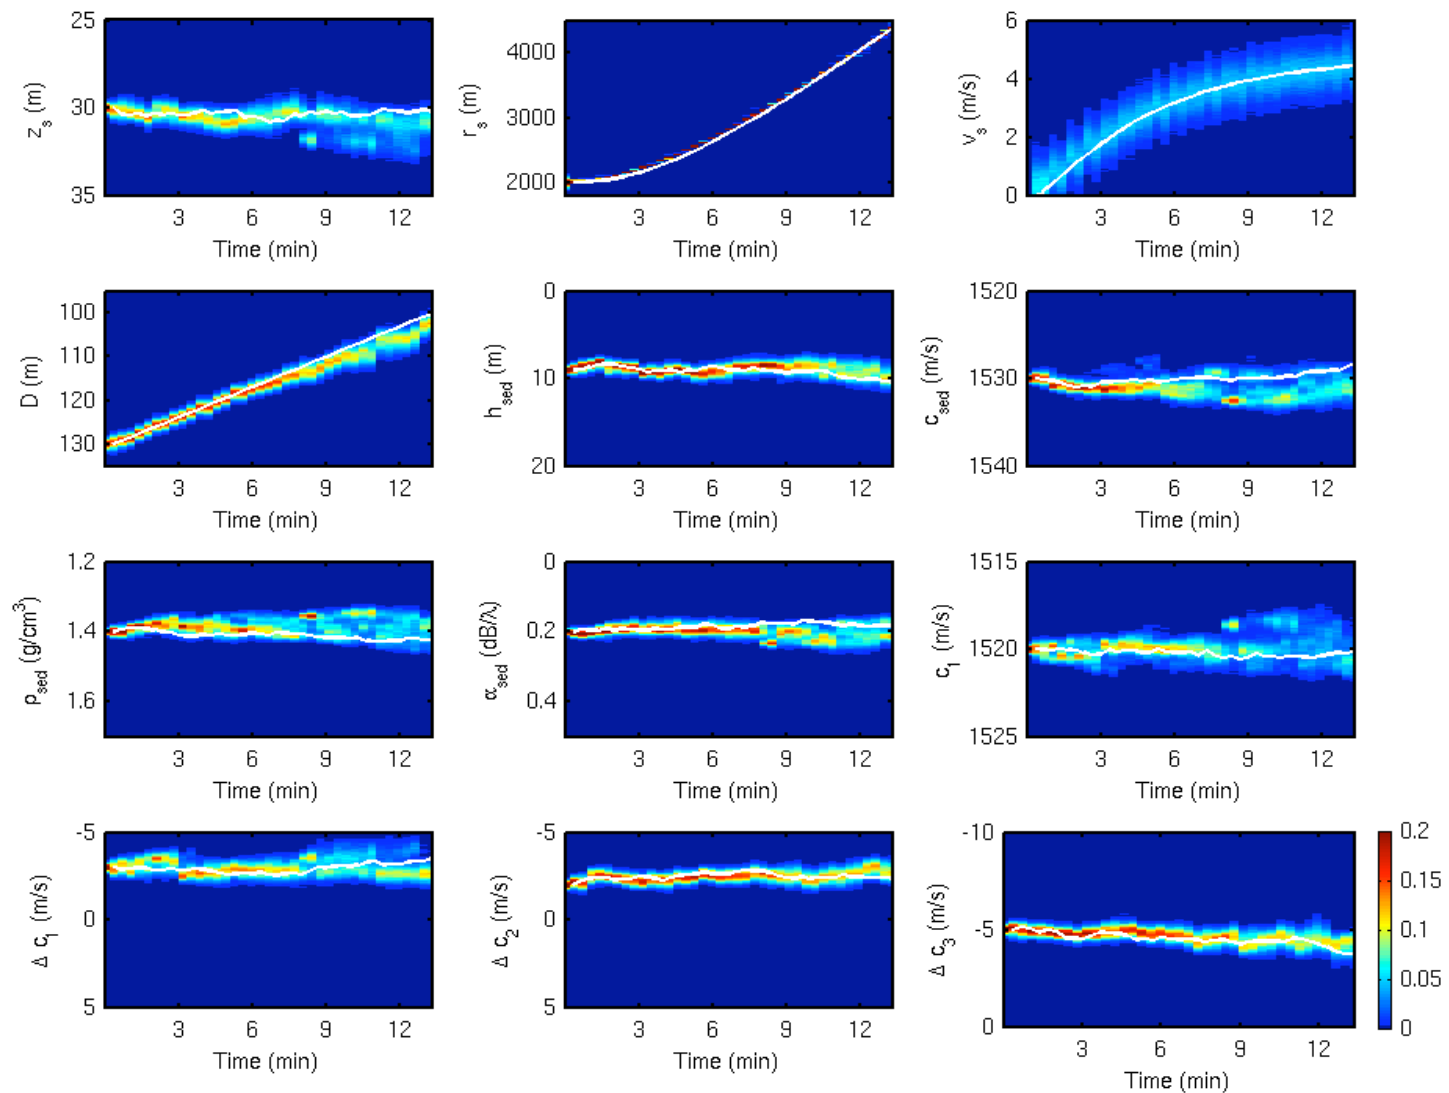 25
30
35
z_s (m)
3 6 9 12
Time (min)
4000
3000
2000
r_s (m)
3 6 9 12
Time (min)
6
4
2
0
v_s (m/s)
3 6 9 12
Time (min)
100
110
120
130
D (m)
3 6 9 12
Time (min)
0
10
20
h_sed (m)
3 6 9 12
Time (min)
1520
1530
1540
c_sed (m/s)
3 6 9 12
Time (min)
1.2
1.4
1.6
ρ_sed (g/cm³)
3 6 9 12
Time (min)
0
0.2
0.4
α_sed (dB/λ)
3 6 9 12
Time (min)
1515
1520
1525
c_1 (m/s)
3 6 9 12
Time (min)
-5
0
5
Δ c_1 (m/s)
3 6 9 12
Time (min)
-5
0
5
Δ c_2 (m/s)
3 6 9 12
Time (min)
-10
-5
0
Δ c_3 (m/s)
3 6 9 12
Time (min)
0.2
0.15
0.1
0.05
0